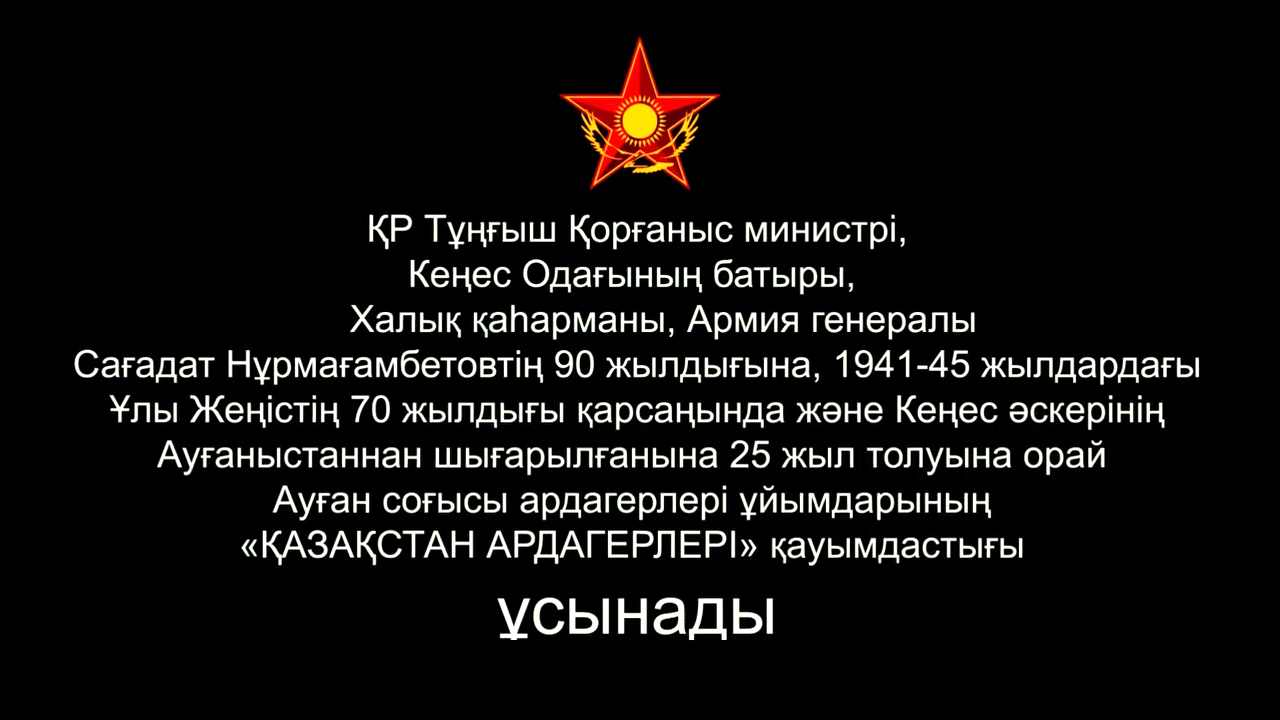 ҚР Тұңғыш Қорғаныс министрі,
Кеңес Одағының батыры,
Халық қаһарманы, Армия генералы
Сағадат Нұрмағамбетовтің 90 жылдығына, 1941-45 жылдардағы
Ұлы Жеңістің 70 жылдығы қарсаңында және Кеңес әскерінің
Ауғаныстаннан шығарылғанына 25 жыл толуына орай
Ауған соғысы ардагерлері ұйымдарының
«ҚАЗАҚСТАН АРДАГЕРЛЕРІ» қауымдастығы
ұсынады